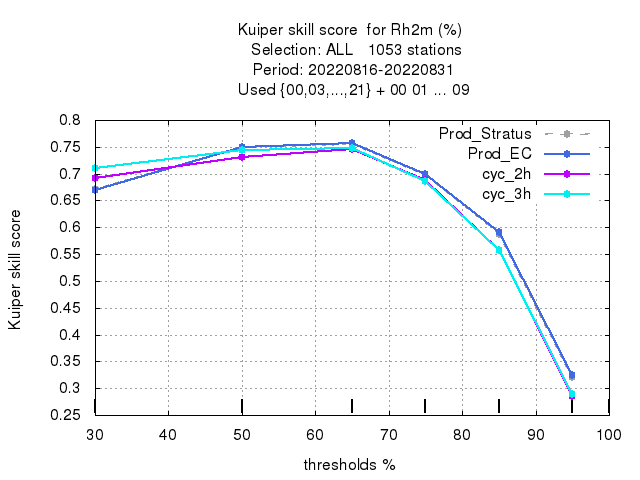 Kuiper skill score  for Rh2m (%)
Selection: ALL   1053 stations
Period: 20220816-20220831
Used {00,03,...,21} + 00 01 ... 09
Prod_Stratus
Prod_EC
cyc_2h
cyc_3h
Kuiper skill score
0.8
0.75
0.7
0.65
0.6
0.55
0.5
0.45
0.4
0.35
0.3
0.25
30 40 50 60 70 80 90 100
thresholds %